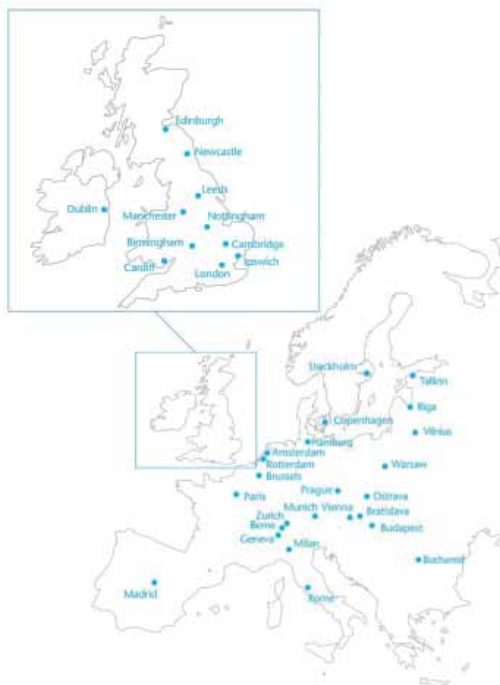 Edinburgh
Newcastle
Leeds
Dublin
Manchester
Nottingham
Birmingham
Cambridge
Cardiff
Ipswich
London
Stockholm
Tallinn
Riga
Copenhagen
Vilnius
Hamburg
Amsterdam
Rotterdam
Warsaw
Brussels
Prague
Paris
Ostrava
Munich
Vienna
Zurich
Bratislava
Berne
Budapest
Geneva
Milan
Bucharest
Madrid
Rome